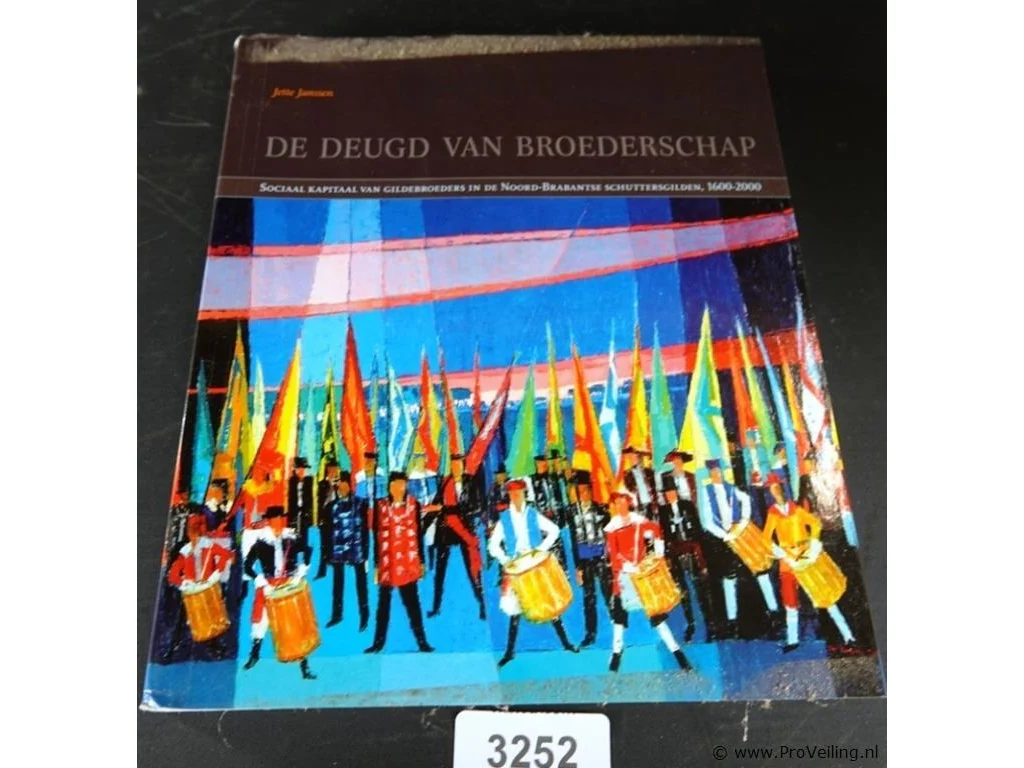 Jette Janssen
DE DEUGD VAN BROEDERSCHAP
SOCIAAL KAPITAAL VAN GILDEBROEDERS IN DE NOORD-BRABANTSE SCHUTTERSGILDEN, 1600-2000
3252
© www.ProVeiling.nl